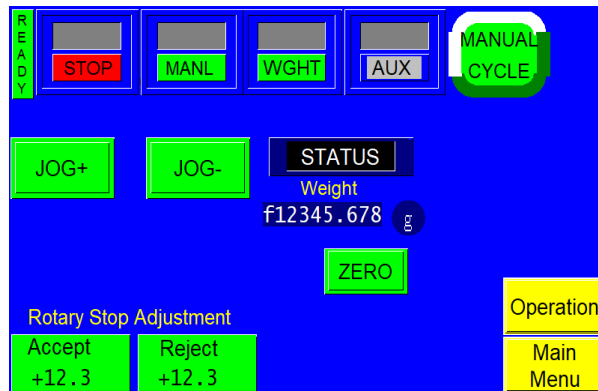 READY
STOP
MANL
WGHT
AUX
MANUAL
CYCLE
JOG+
JOG-
STATUS
Weight
f12345.678 g
ZERO
Rotary Stop Adjustment
Operation
Accept
+12.3
Reject
+12.3
Main
Menu